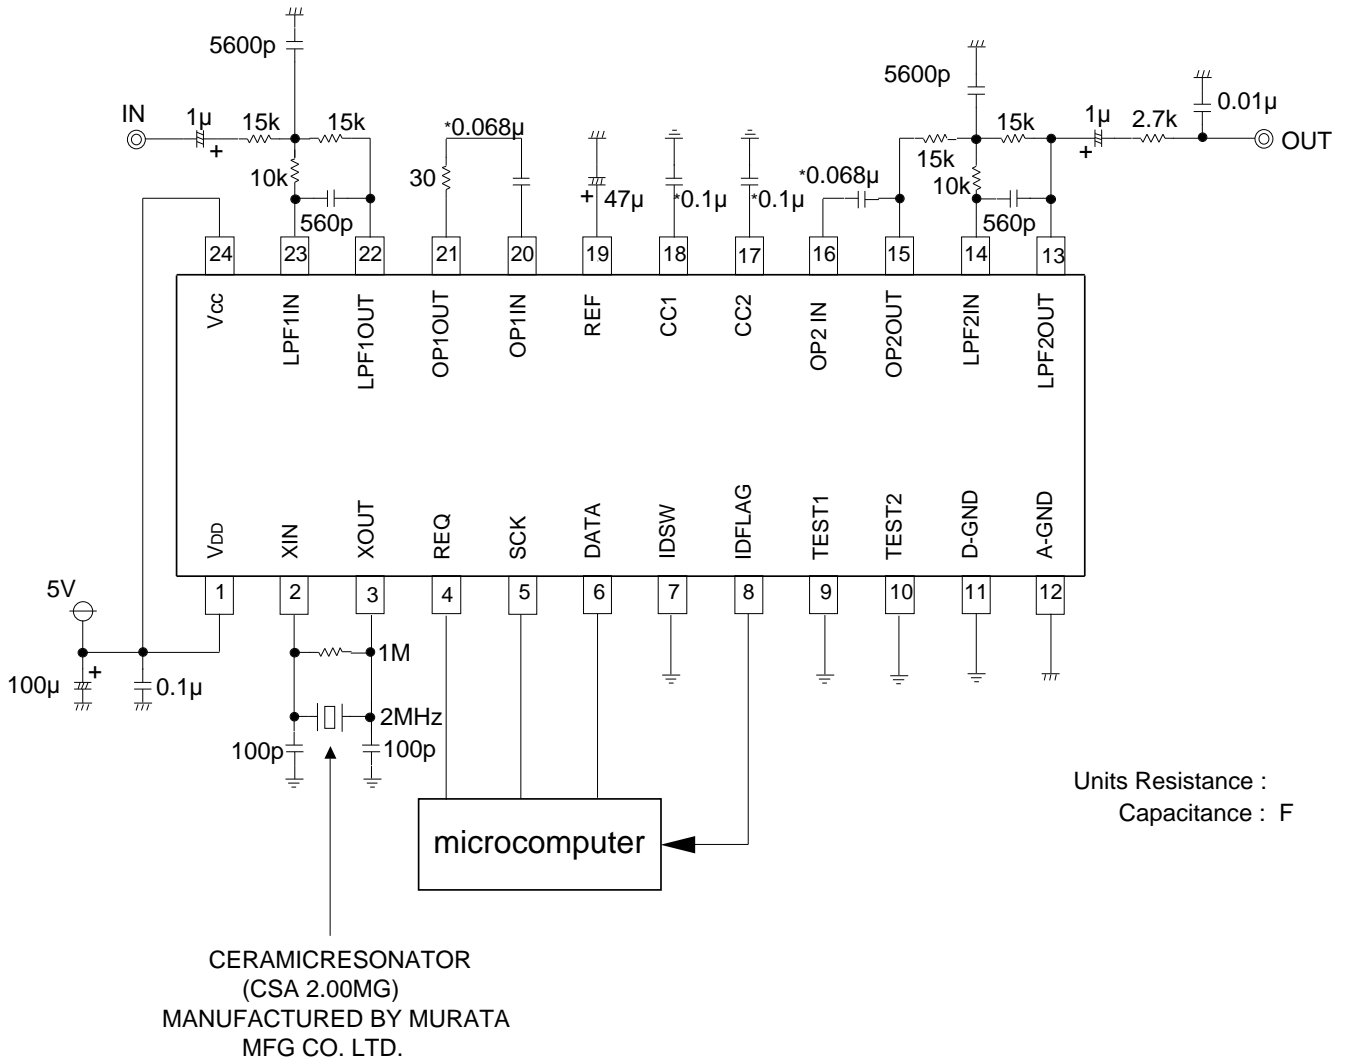 5600p
5600p
IN
1µ
+
15k
15k
*0.068µ
10k
560p
30
+
47µ
*0.1µ
*0.1µ
*0.068µ
15k
15k
10k
560p
1µ
+
2.7k
0.01µ
OUT
24
23
22
21
20
19
18
17
16
15
14
13
Vcc
LPF1IN
LPF1OUT
OP1OUT
OP1IN
REF
CC1
CC2
OP2 IN
OP2OUT
LPF2IN
LPF2OUT
VDD
XIN
XOUT
REQ
SCK
DATA
IDSW
IDFLAG
TEST1
TEST2
D-GND
A-GND
1
2
3
4
5
6
7
8
9
10
11
12
5V
100µ
+
0.1µ
1M
2MHz
100p
100p
microcomputer
Units Resistance :
Capacitance : F
CERAMICRESONATOR
(CSA 2.00MG)
MANUFACTURED BY MURATA
MFG CO. LTD.